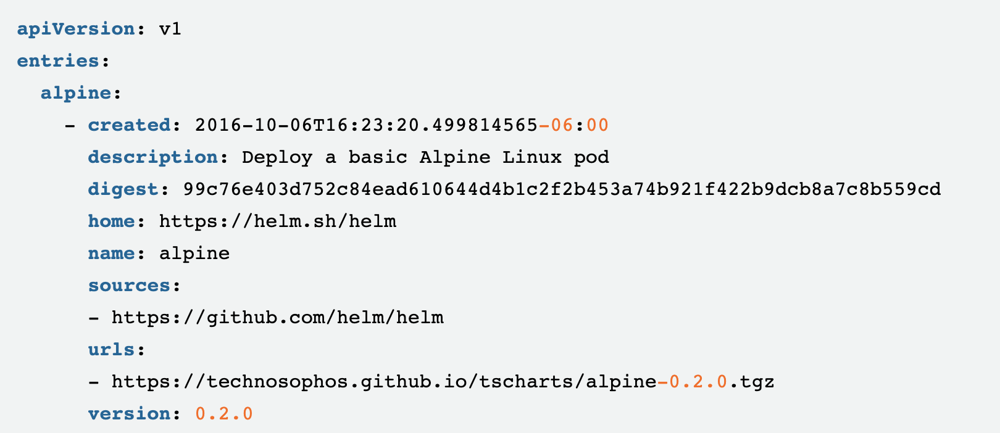 apiVersion: v1
entries:
  alpine:
    - created: 2016-10-06T16:23:20.499814565-06:00
      description: Deploy a basic Alpine Linux pod
      digest: 99c76e403d752c84ead610644d4b1c2f2b453a74b921f422b9dcb8a7c8b559cd
      home: https://helm.sh/helm
      name: alpine
      sources:
      - https://github.com/helm/helm
      urls:
      - https://technosophos.github.io/tscharts/alpine-0.2.0.tgz
      version: 0.2.0